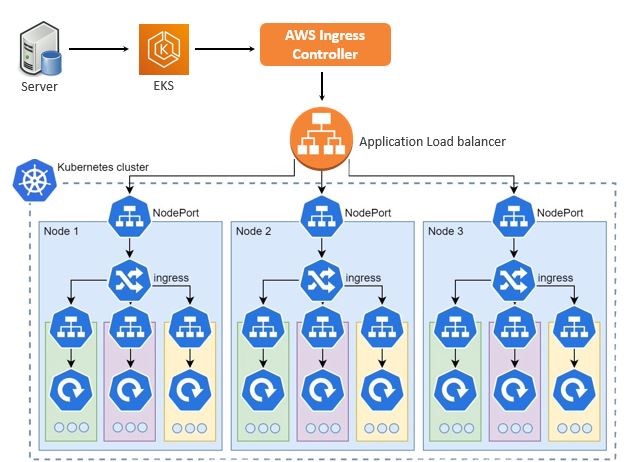 AWS Ingress
Controller
Server
EKS
Application Load balancer
Kubernetes cluster
NodePort
NodePort
NodePort
Node 1
Node 2
Node 3
ingress
ingress
ingress